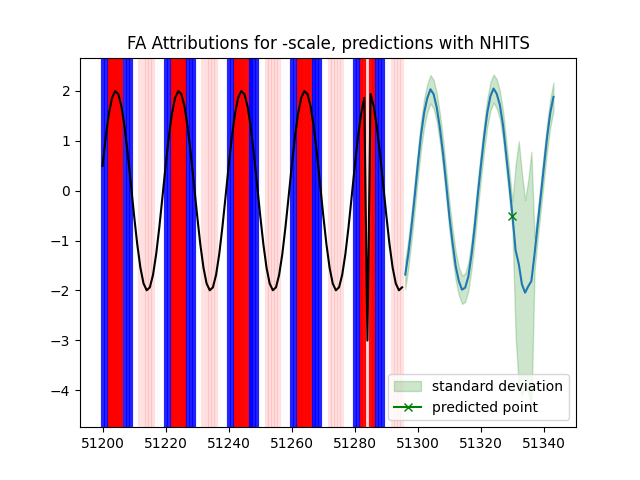 FA Attributions for -scale, predictions with NHITS
2
1
0
−1
−2
−3
−4
standard deviation
predicted point
51200 51220 51240 51260 51280 51300 51320 51340